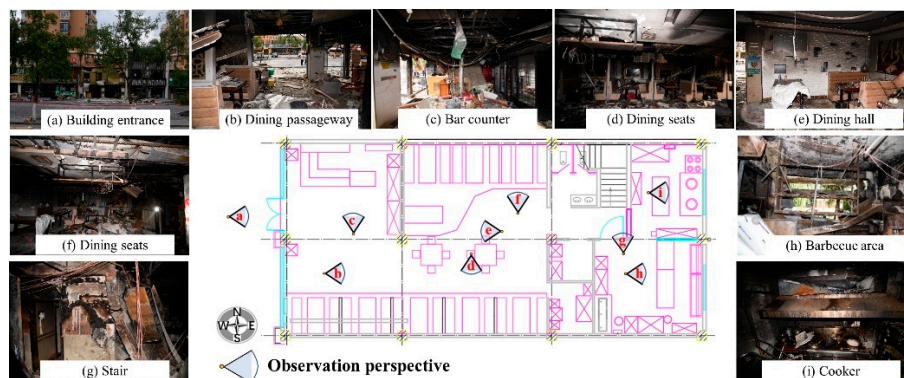 (a) Building entrance
(b) Dining passageway
(c) Bar counter
(d) Dining seats
(e) Dining hall
(f) Dining seats
(h) Barbecue area
(g) Stair
(i) Cooker
a
b
c
d
e
f
g
h
i
N
W E
S
Observation perspective